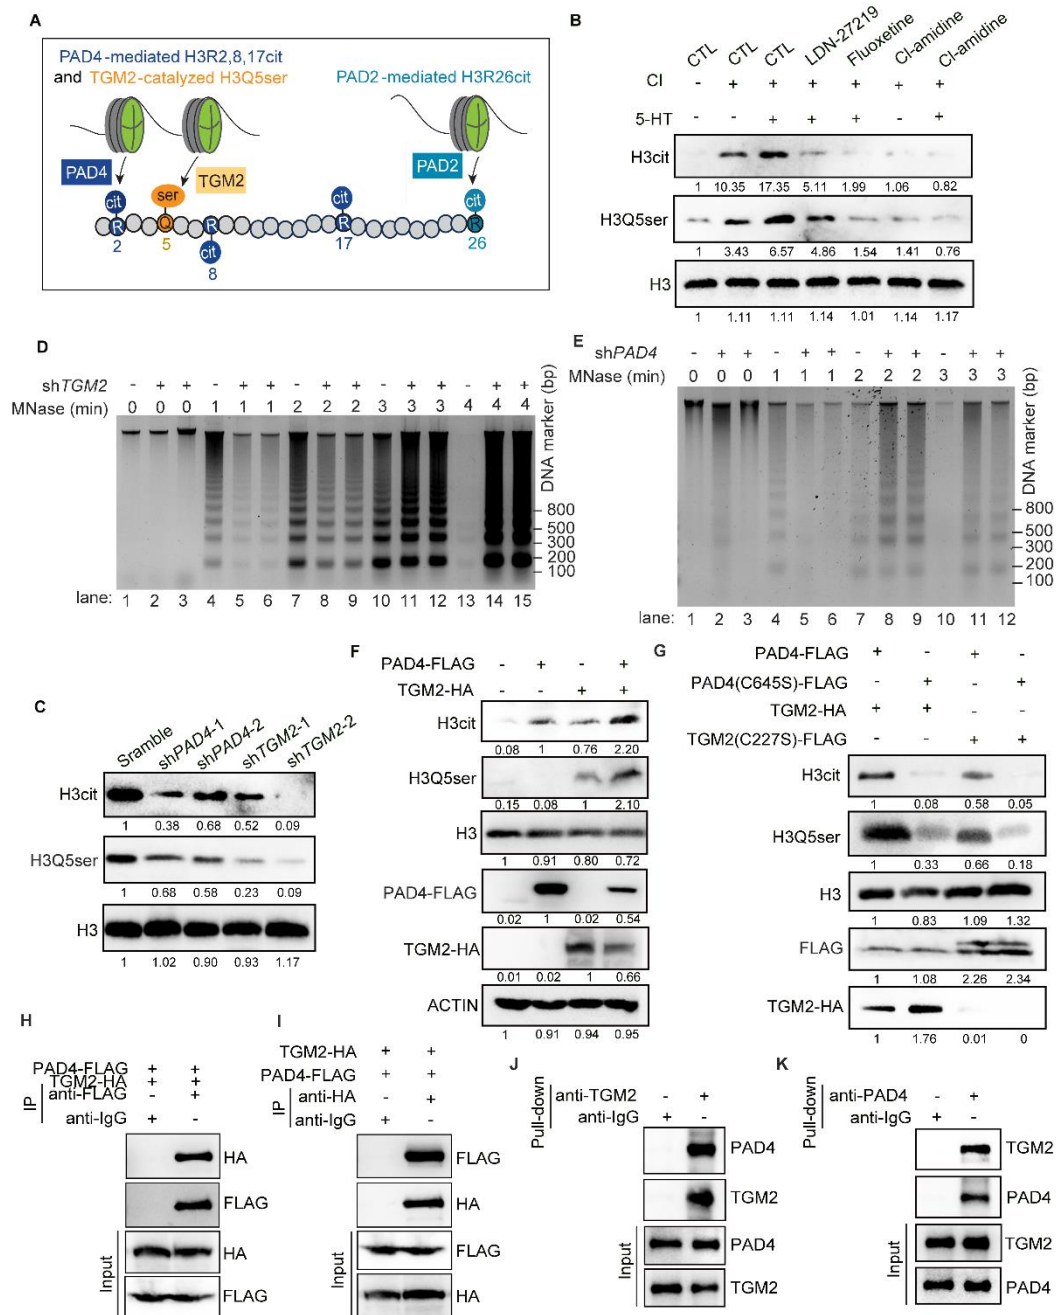 A
PAD4-mediated H3R2,8,17cit
and TGM2-catalyzed H3Q5ser
PAD2-mediated H3R26cit
PAD4
TGM2
PAD2
cit
ser
cit
cit
R
Q
R
R
R
2
5
cit
17
26
8
B
CTL
CTL
CTL
LDN-27219
Fluoxetine
Cl-amidine
Cl-amidine
CI - + + + + + +
5-HT - - + + + - +
H3cit
1 10.35 17.35 5.11 1.99 1.06 0.82
H3Q5ser
1 3.43 6.57 4.86 1.54 1.41 0.76
H3
1 1.11 1.11 1.14 1.01 1.14 1.17
D
shTGM2 - + + - + + - + + - + + - + +
MNase (min) 0 0 0 1 1 1 2 2 2 3 3 3 4 4 4
DNA marker (bp)
800
500
300
200
100
lane: 1 2 3 4 5 6 7 8 9 10 11 12 13 14 15
E
shPAD4 - + + - + + - + + - + +
MNase (min) 0 0 0 1 1 1 2 2 2 3 3 3
DNA marker (bp)
800
500
400
300
200
100
lane: 1 2 3 4 5 6 7 8 9 10 11 12
C
Sramble
shPAD4-1
shPAD4-2
shTGM2-1
shTGM2-2
H3cit
1 0.38 0.68 0.52 0.09
H3Q5ser
1 0.68 0.58 0.23 0.09
H3
1 1.02 0.90 0.93 1.17
F
PAD4-FLAG - + - +
TGM2-HA - - + +
H3cit
0.08 1 0.76 2.20
H3Q5ser
0.15 0.08 1 2.10
H3
1 0.91 0.80 0.72
PAD4-FLAG
0.02 1 0.02 0.54
TGM2-HA
0.01 0.02 1 0.66
ACTIN
1 0.91 0.94 0.95
G
PAD4-FLAG + - + -
PAD4(C645S)-FLAG - + - +
TGM2-HA + + - -
TGM2(C227S)-FLAG - - + +
H3cit
1 0.08 0.58 0.05
H3Q5ser
1 0.33 0.66 0.18
H3
1 0.83 1.09 1.32
FLAG
1 1.08 2.26 2.34
TGM2-HA
1 1.76 0.01 0
H
PAD4-FLAG + +
TGM2-HA + +
IP
anti-FLAG - +
anti-IgG + -
HA
FLAG
Input
HA
FLAG
I
TGM2-HA + +
PAD4-FLAG + +
IP
anti-HA - +
anti-IgG + -
FLAG
HA
Input
FLAG
HA
J
Pull-down
anti-TGM2 - +
anti-IgG + -
PAD4
TGM2
Input
PAD4
TGM2
K
Pull-down
anti-PAD4 - +
anti-IgG + -
TGM2
PAD4
Input
TGM2
PAD4